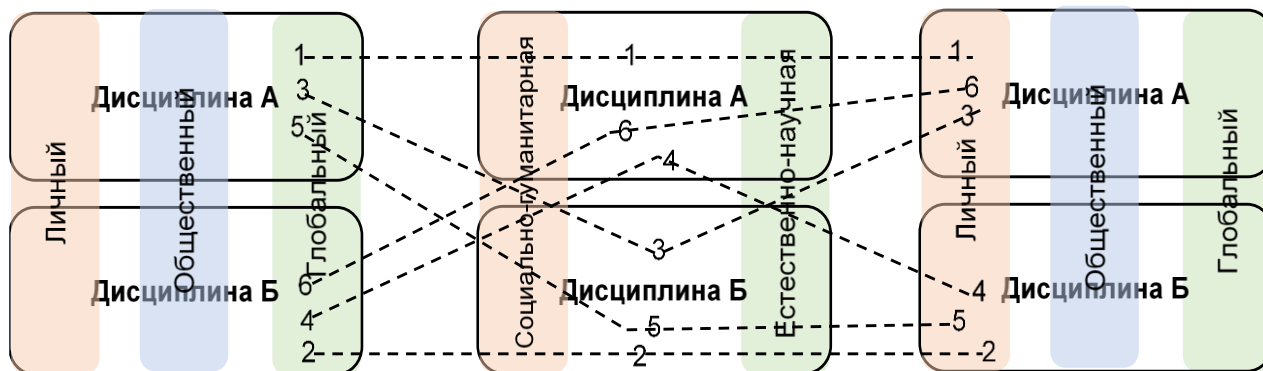 1
3
5
Дисциплина А
Личный
Общественный
Глобальный
6
4
2
Дисциплина Б
1
Дисциплина А
6
4
Социально-гуманитарная
Естественно-научная
3
Дисциплина Б
5
2
1
6
3
Дисциплина А
Личный
Общественный
Глобальный
4
5
2
Дисциплина Б